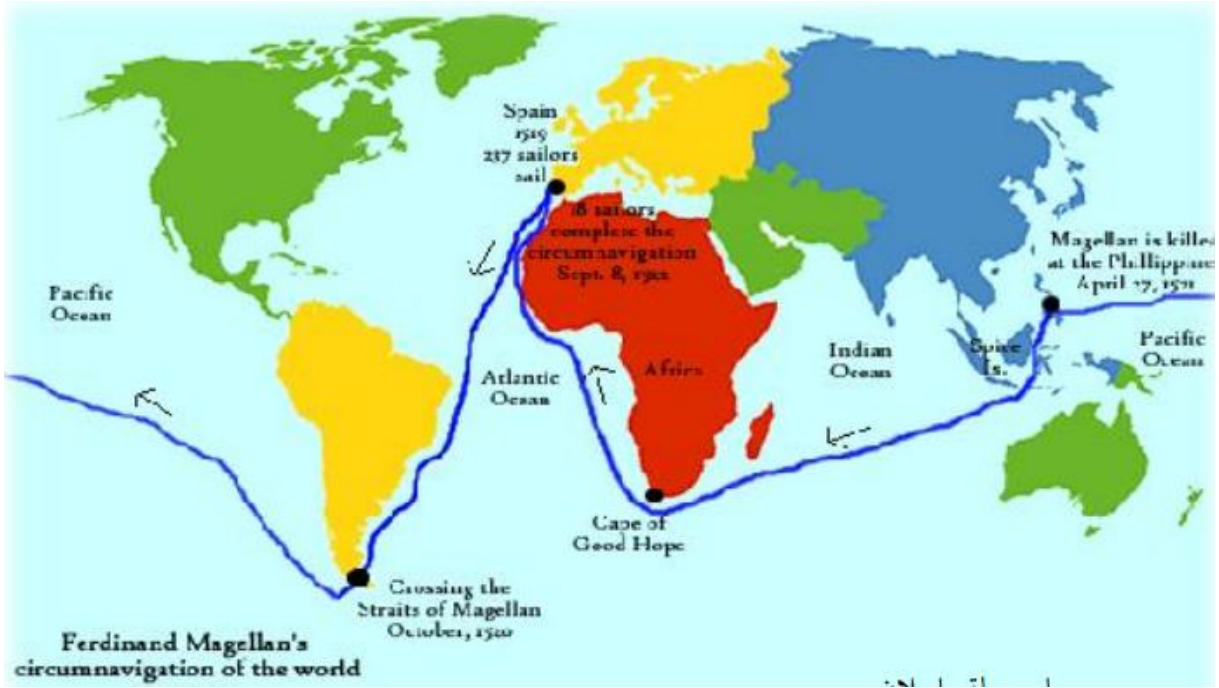 Spain
1519
237 sailors
sail
18 sailors
complete the
circumnavigation
Sept. 8, 1522
Magellan is killed
at the Phillippines
April 27, 1521
Pacific
Ocean
Atlantic
Ocean
Africa
Indian
Ocean
Spice
Is.
Pacific
Ocean
Cape of
Good Hope
Crossing the
Straits of Magellan
October, 1520
Ferdinand Magellan's
circumnavigation of the world